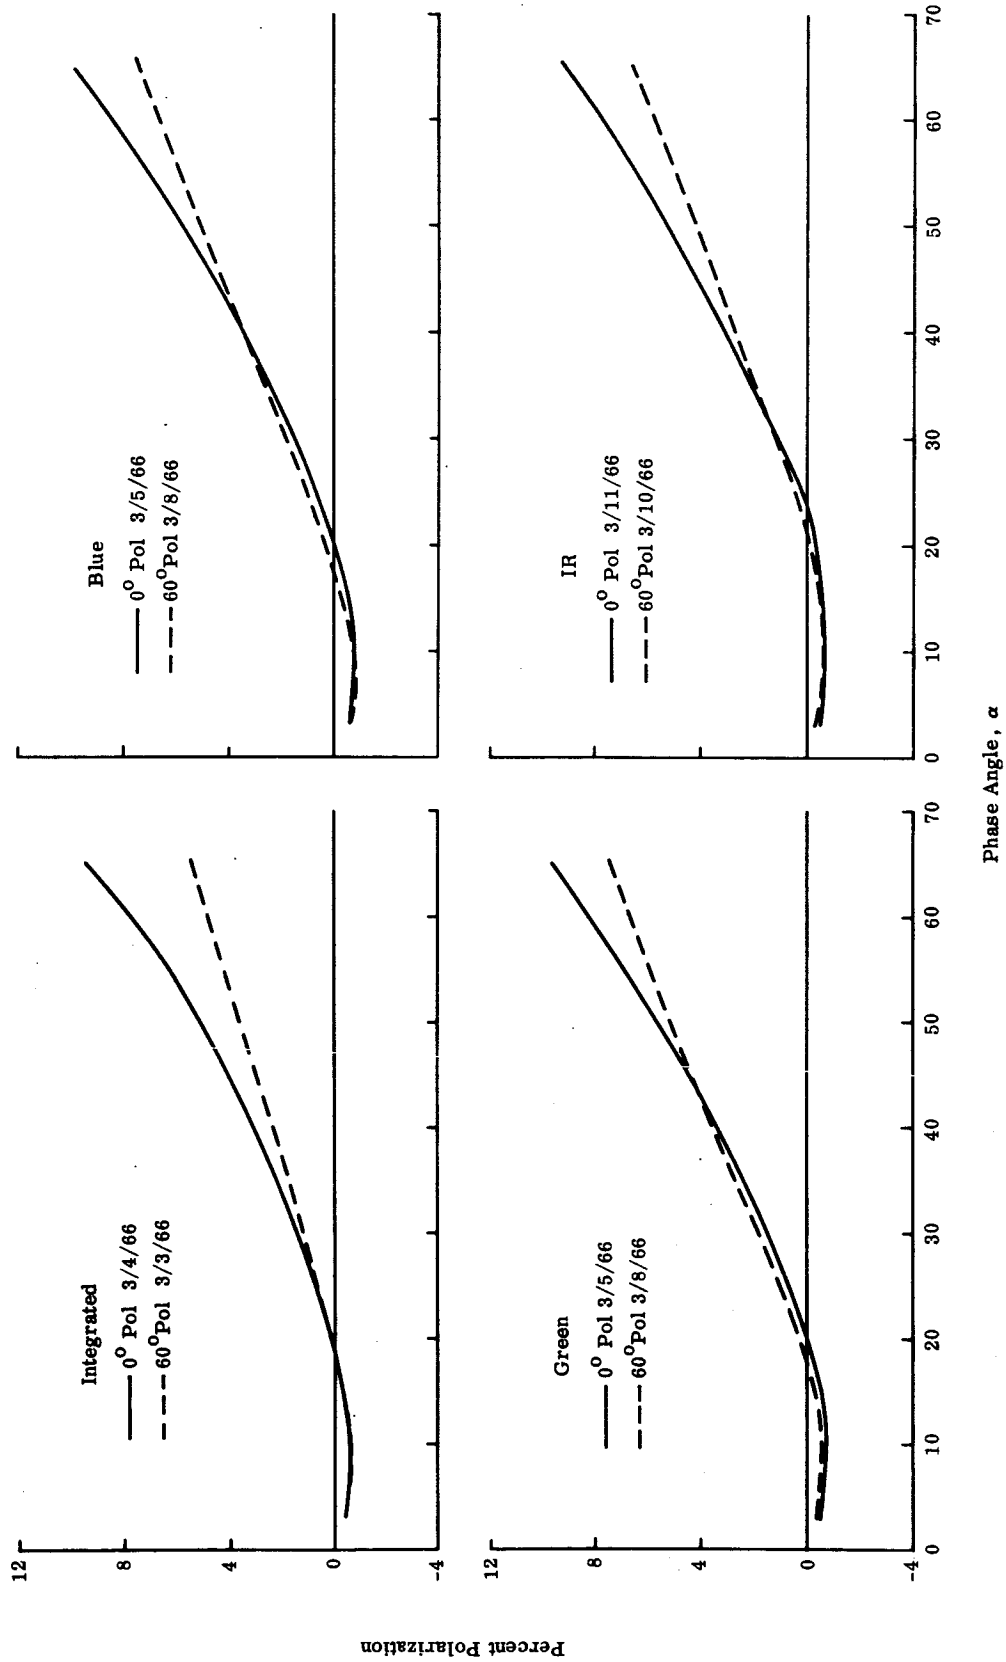 Percent Polarization
Integrated
0° Pol 3/4/66
60° Pol 3/3/66
12
8
4
0
-4
Blue
0° Pol 3/5/66
60° Pol 3/8/66
Green
0° Pol 3/5/66
60° Pol 3/8/66
12
8
4
0
-4
0 10 20 30 40 50 60 70
IR
0° Pol 3/11/66
60° Pol 3/10/66
0 10 20 30 40 50 60 70
Phase Angle, α